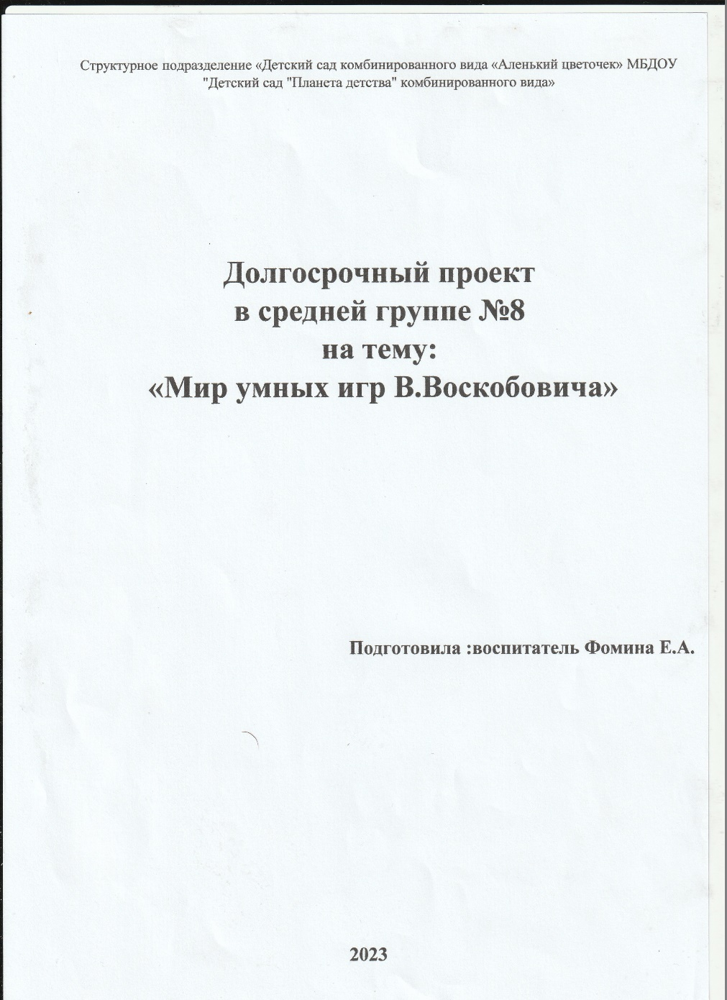 Структурное подразделение «Детский сад комбинированного вида «Аленький цветочек» МБДОУ
"Детский сад "Планета детства" комбинированного вида»
Долгосрочный проект
в средней группе №8
на тему:
«Мир умных игр В.Воскобовича»
Подготовила :воспитатель Фомина Е.А.
2023